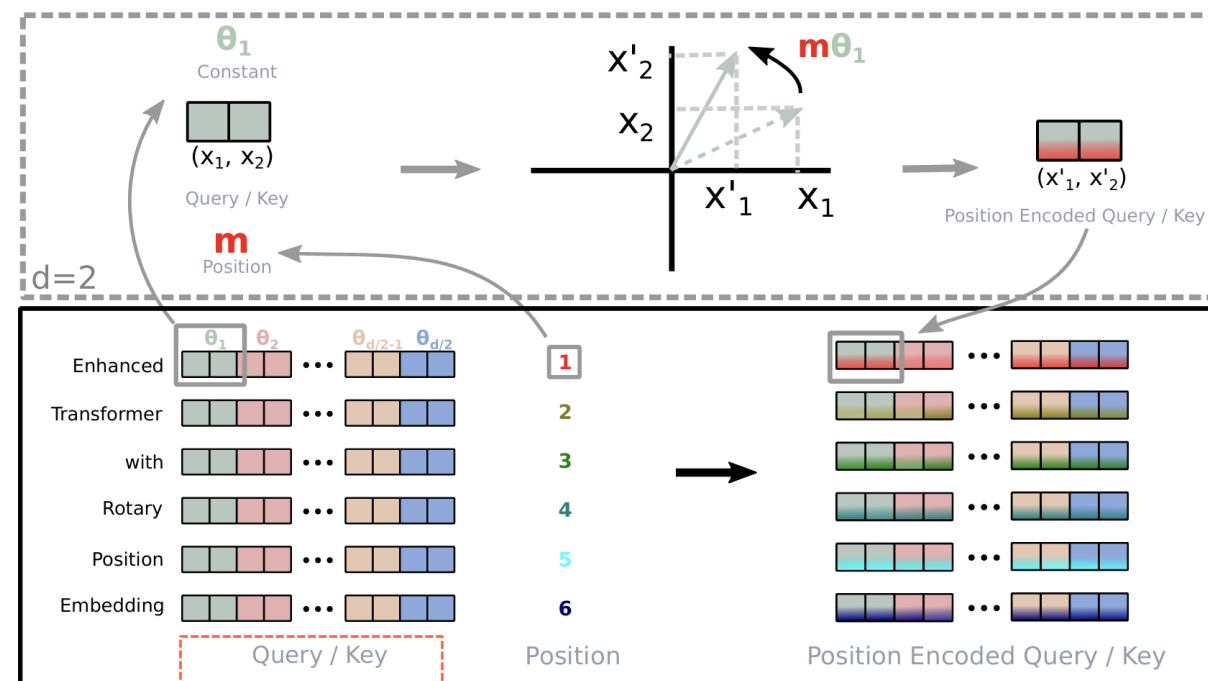 θ₁
Constant
(x₁, x₂)
Query / Key
m
Position
d=2
x'₂
x₂
x'₁
x₁
mθ₁
(x'₁, x'₂)
Position Encoded Query / Key
θ₁ θ₂ θd/2-1 θd/2
Enhanced 1
Transformer 2
with 3
Rotary 4
Position 5
Embedding 6
Query / Key Position Position Encoded Query / Key